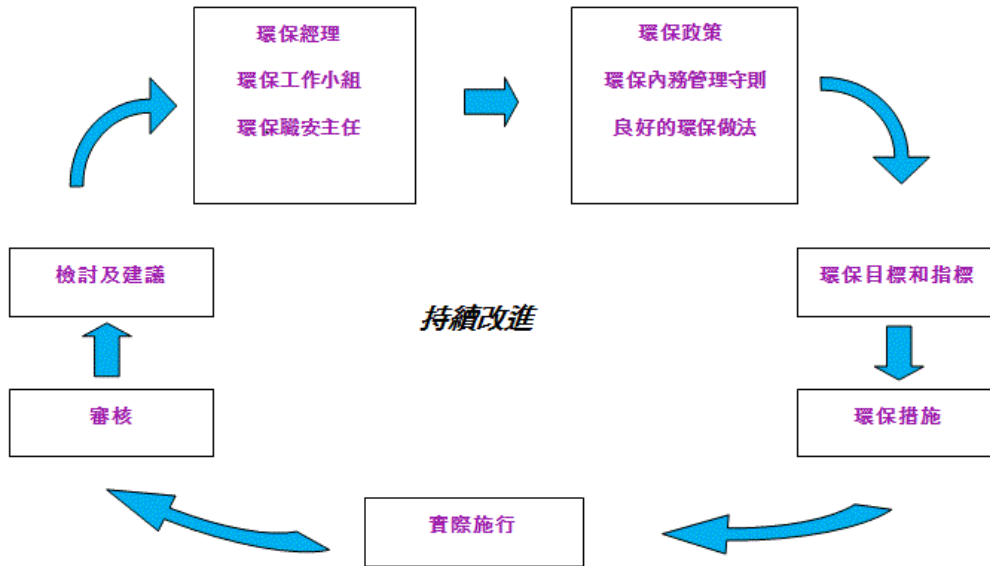 環保經理
環保工作小組
環保職安主任
環保政策
環保內務管理守則
良好的環保做法
環保目標和指標
環保措施
實際施行
審核
檢討及建議
持續改進